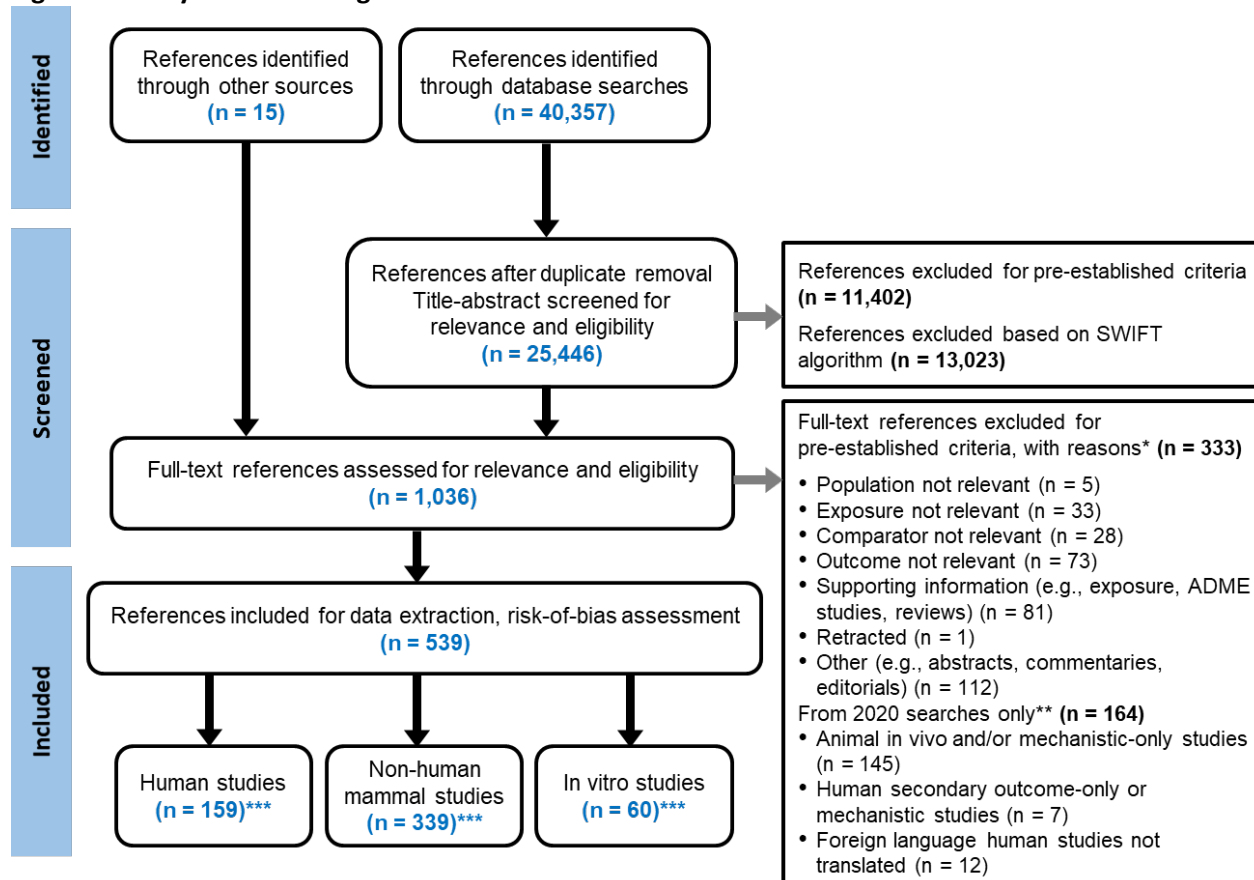 Identified
References identified
through other sources
(n = 15)
References identified
through database searches
(n = 40,357)
Screened
References after duplicate removal
Title-abstract screened for
relevance and eligibility
(n = 25,446)
References excluded for pre-established criteria
(n = 11,402)
References excluded based on SWIFT
algorithm (n = 13,023)
Full-text references assessed for relevance and eligibility
(n = 1,036)
Full-text references excluded for
pre-established criteria, with reasons* (n = 333)
• Population not relevant (n = 5)
• Exposure not relevant (n = 33)
• Comparator not relevant (n = 28)
• Outcome not relevant (n = 73)
• Supporting information (e.g., exposure, ADME
studies, reviews) (n = 81)
• Retracted (n = 1)
• Other (e.g., abstracts, commentaries,
editorials) (n = 112)
From 2020 searches only** (n = 164)
• Animal in vivo and/or mechanistic-only studies
(n = 145)
• Human secondary outcome-only or
mechanistic studies (n = 7)
• Foreign language human studies not
translated (n = 12)
Included
References included for data extraction, risk-of-bias assessment
(n = 539)
Human studies
(n = 159)***
Non-human
mammal studies
(n = 339)***
In vitro studies
(n = 60)***